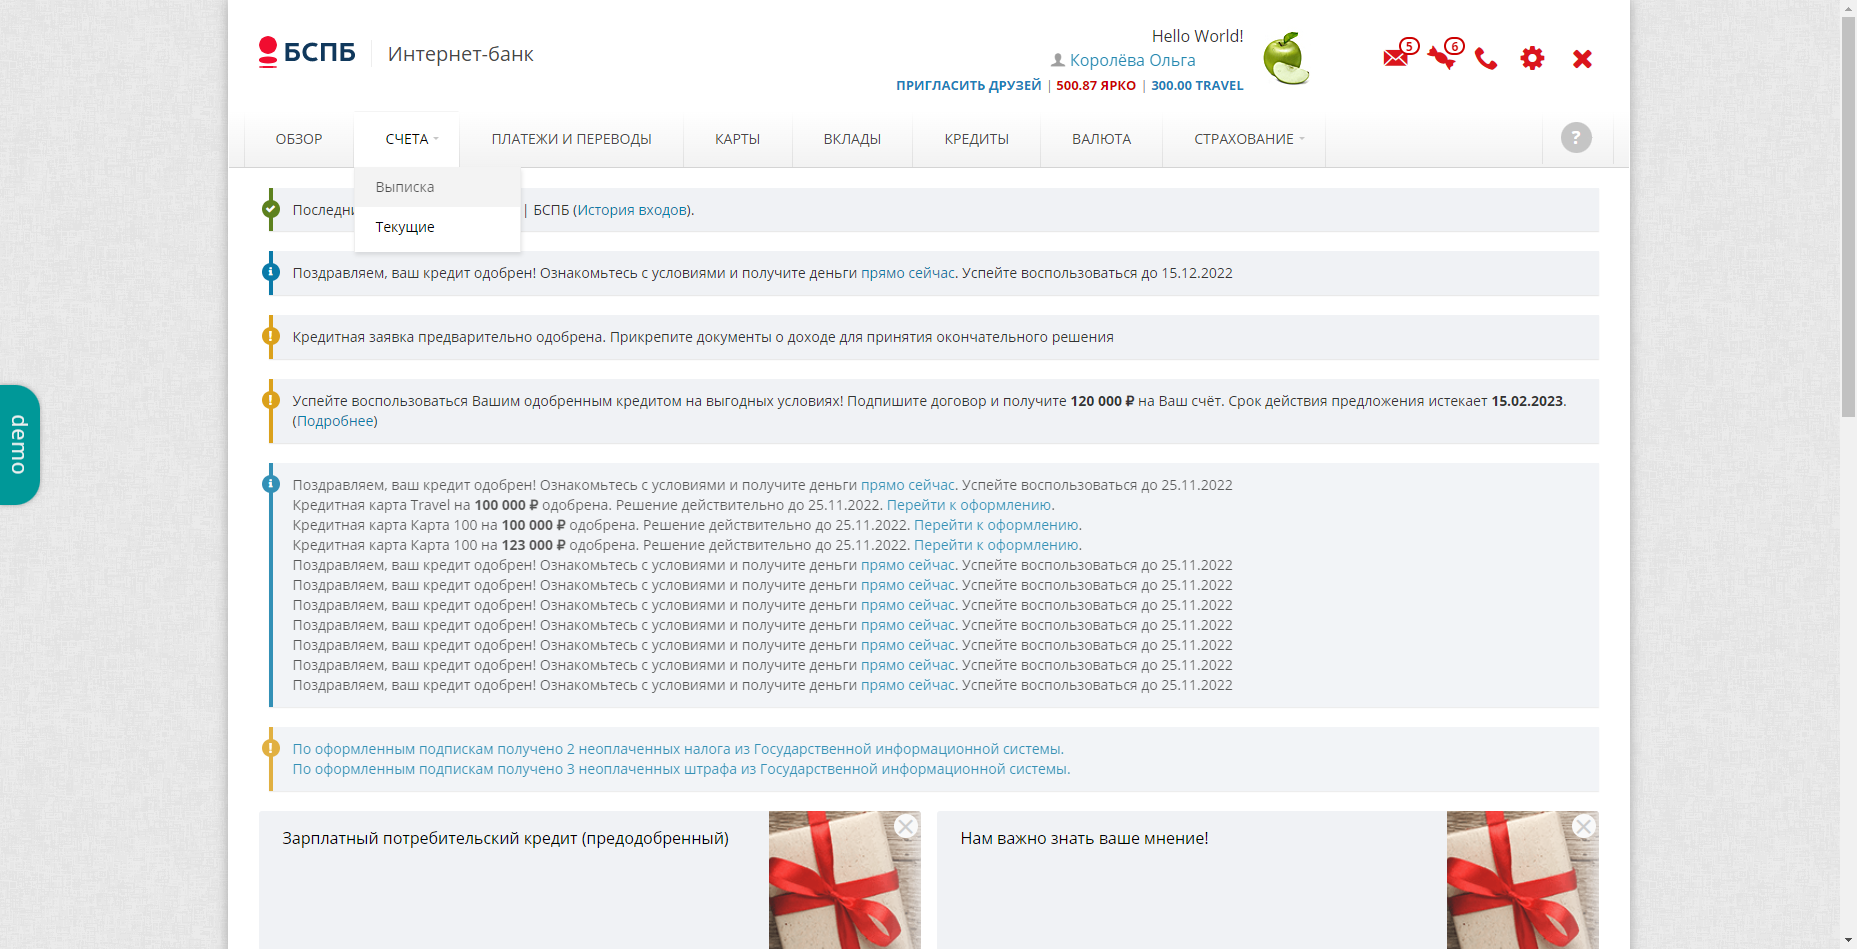 БСПБ
Интернет-банк
Hello World!
Королёва Ольга
ПРИГЛАСИТЬ ДРУЗЕЙ | 500.87 ЯРКО | 300.00 TRAVEL
5
6
ОБЗОР
СЧЕТА
ПЛАТЕЖИ И ПЕРЕВОДЫ
КАРТЫ
ВКЛАДЫ
КРЕДИТЫ
ВАЛЮТА
СТРАХОВАНИЕ
?
Выписка
Текущие
| БСПБ (История входов).
Поздравляем, ваш кредит одобрен! Ознакомьтесь с условиями и получите деньги прямо сейчас. Успейте воспользоваться до 15.12.2022
Кредитная заявка предварительно одобрена. Прикрепите документы о доходе для принятия окончательного решения
Успейте воспользоваться Вашим одобренным кредитом на выгодных условиях! Подпишите договор и получите 120 000 ₽ на Ваш счёт. Срок действия предложения истекает 15.02.2023.
(Подробнее)
demo
Поздравляем, ваш кредит одобрен! Ознакомьтесь с условиями и получите деньги прямо сейчас. Успейте воспользоваться до 25.11.2022
Кредитная карта Travel на 100 000 ₽ одобрена. Решение действительно до 25.11.2022. Перейти к оформлению.
Кредитная карта Карта 100 на 100 000 ₽ одобрена. Решение действительно до 25.11.2022. Перейти к оформлению.
Кредитная карта Карта 100 на 123 000 ₽ одобрена. Решение действительно до 25.11.2022. Перейти к оформлению.
Поздравляем, ваш кредит одобрен! Ознакомьтесь с условиями и получите деньги прямо сейчас. Успейте воспользоваться до 25.11.2022
Поздравляем, ваш кредит одобрен! Ознакомьтесь с условиями и получите деньги прямо сейчас. Успейте воспользоваться до 25.11.2022
Поздравляем, ваш кредит одобрен! Ознакомьтесь с условиями и получите деньги прямо сейчас. Успейте воспользоваться до 25.11.2022
Поздравляем, ваш кредит одобрен! Ознакомьтесь с условиями и получите деньги прямо сейчас. Успейте воспользоваться до 25.11.2022
Поздравляем, ваш кредит одобрен! Ознакомьтесь с условиями и получите деньги прямо сейчас. Успейте воспользоваться до 25.11.2022
Поздравляем, ваш кредит одобрен! Ознакомьтесь с условиями и получите деньги прямо сейчас. Успейте воспользоваться до 25.11.2022
Поздравляем, ваш кредит одобрен! Ознакомьтесь с условиями и получите деньги прямо сейчас. Успейте воспользоваться до 25.11.2022
По оформленным подпискам получено 2 неоплаченных налога из Государственной информационной системы.
По оформленным подпискам получено 3 неоплаченных штрафа из Государственной информационной системы.
Зарплатный потребительский кредит (предодобренный)
Нам важно знать ваше мнение!